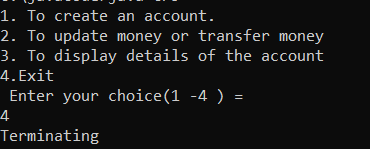 1. To create an account.
2. To update money or transfer money
3. To display details of the account
4.Exit
 Enter your choice(1 -4 ) =
4
Terminating